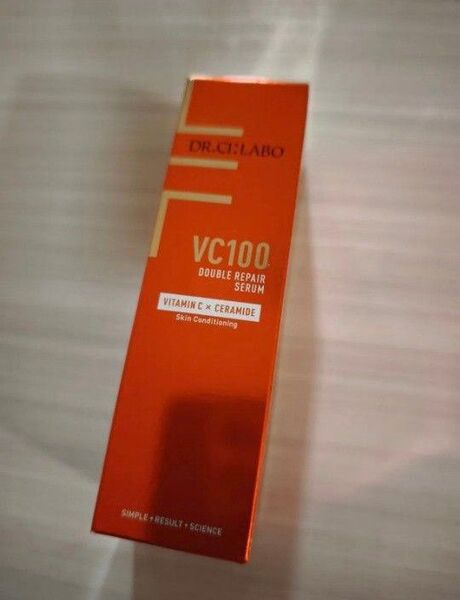 DR.CI:LABO
VC100
DOUBLE REPAIR
SERUM
VITAMIN C × CERAMIDE
Skin Conditioning
SIMPLE + RESULT + SCIENCE